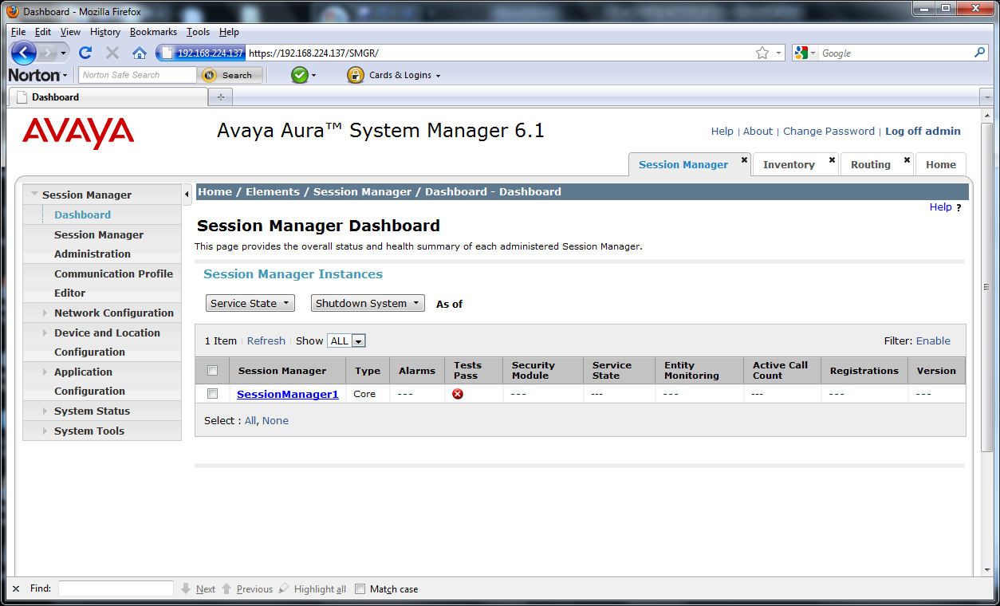 Dashboard - Mozilla Firefox
File Edit View History Bookmarks Tools Help
192.168.224.137 https://192.168.224.137/SMGR/ Google
Norton Norton Safe Search Search Cards & Logins
Dashboard
AVAYA Avaya Aura™ System Manager 6.1 Help | About | Change Password | Log off admin
Session Manager Inventory Routing Home
Session Manager
Dashboard
Session Manager
Administration
Communication Profile
Editor
Network Configuration
Device and Location
Configuration
Application
Configuration
System Status
System Tools
Home / Elements / Session Manager / Dashboard - Dashboard
Help ?
Session Manager Dashboard
This page provides the overall status and health summary of each administered Session Manager.
Session Manager Instances
Service State Shutdown System As of
1 Item | Refresh | Show ALL Filter: Enable
Session Manager Type Alarms Tests Pass Security Module Service State Entity Monitoring Active Call Count Registrations Version
SessionManager1 Core --- --- --- --- --- --- ---
Select : All, None
Find: Next Previous Highlight all Match case